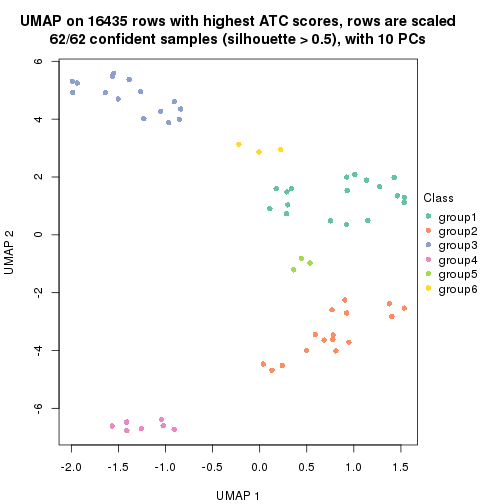 UMAP on 16435 rows with highest ATC scores, rows are scaled
62/62 confident samples (silhouette > 0.5), with 10 PCs
6
4
2
0
-2
-4
-6
UMAP 2
-2.0 -1.5 -1.0 -0.5 0.0 0.5 1.0 1.5
UMAP 1
Class
group1
group2
group3
group4
group5
group6